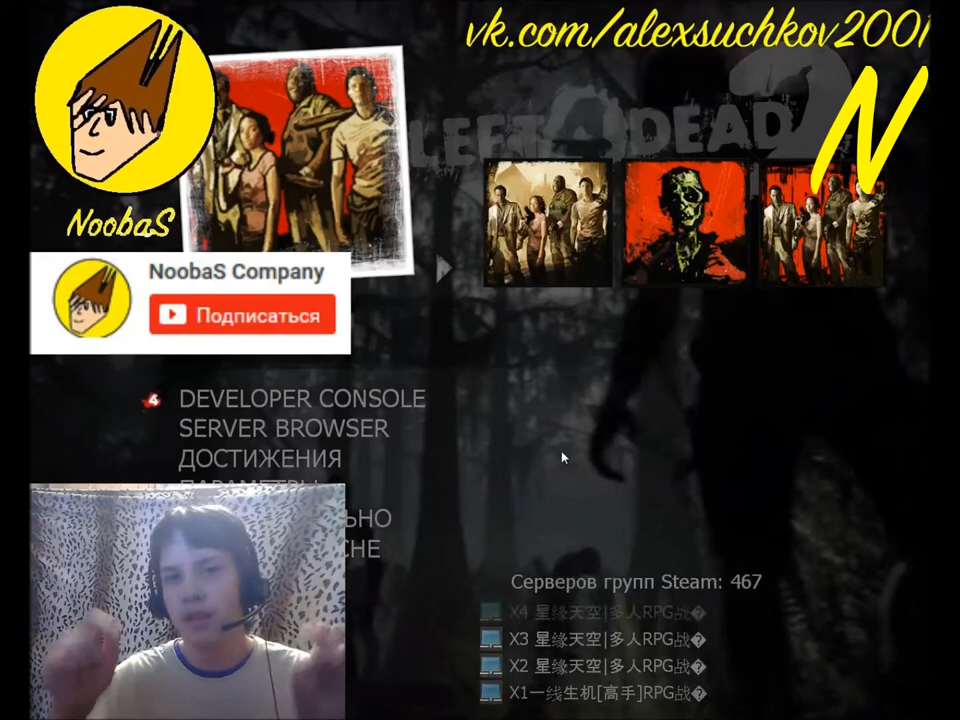 vk.com/alexsuchkov2001
N
LEFT 4 DEAD 2
NoobaS
NoobaS Company
Подписаться
DEVELOPER CONSOLE
SERVER BROWSER
ДОСТИЖЕНИЯ
ЬНО
СНЕ
Серверов групп Steam: 467
X4 星缘天空|多人RPG战�
X3 星缘天空|多人RPG战�
X2 星缘天空|多人RPG战�
X1一线生机[高手]RPG战�